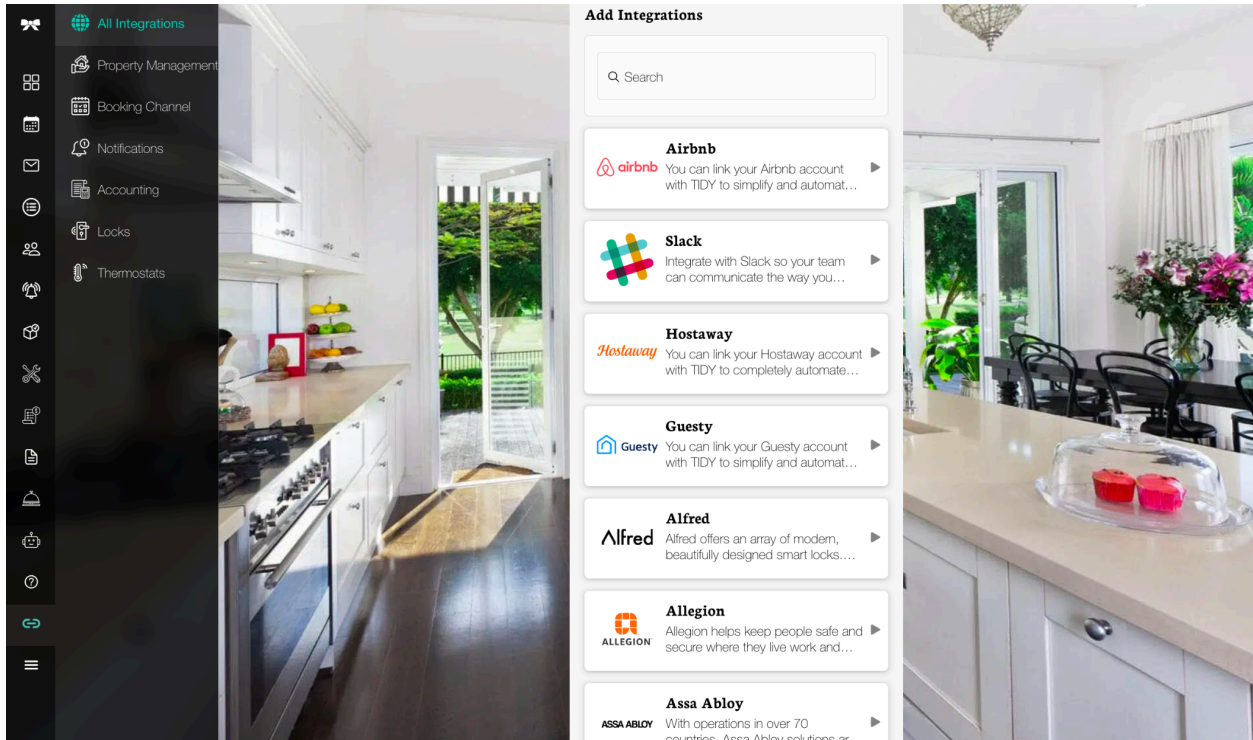 All Integrations
Property Management
Booking Channel
Notifications
Accounting
Locks
Thermostats
Add Integrations
Search
airbnb
Airbnb
You can link your Airbnb account
with TIDY to simplify and automat...
Slack
Integrate with Slack so your team
can communicate the way you...
Hostaway
Hostaway
You can link your Hostaway account
with TIDY to completely automate...
Guesty
Guesty
You can link your Guesty account
with TIDY to simplify and automat...
Alfred
Alfred
Alfred offers an array of modern,
beautifully designed smart locks....
ALLEGION
Allegion
Allegion helps keep people safe and
secure where they live work and...
ASSA ABLOY
Assa Abloy
With operations in over 70
countries, Assa Abloy solutions ar